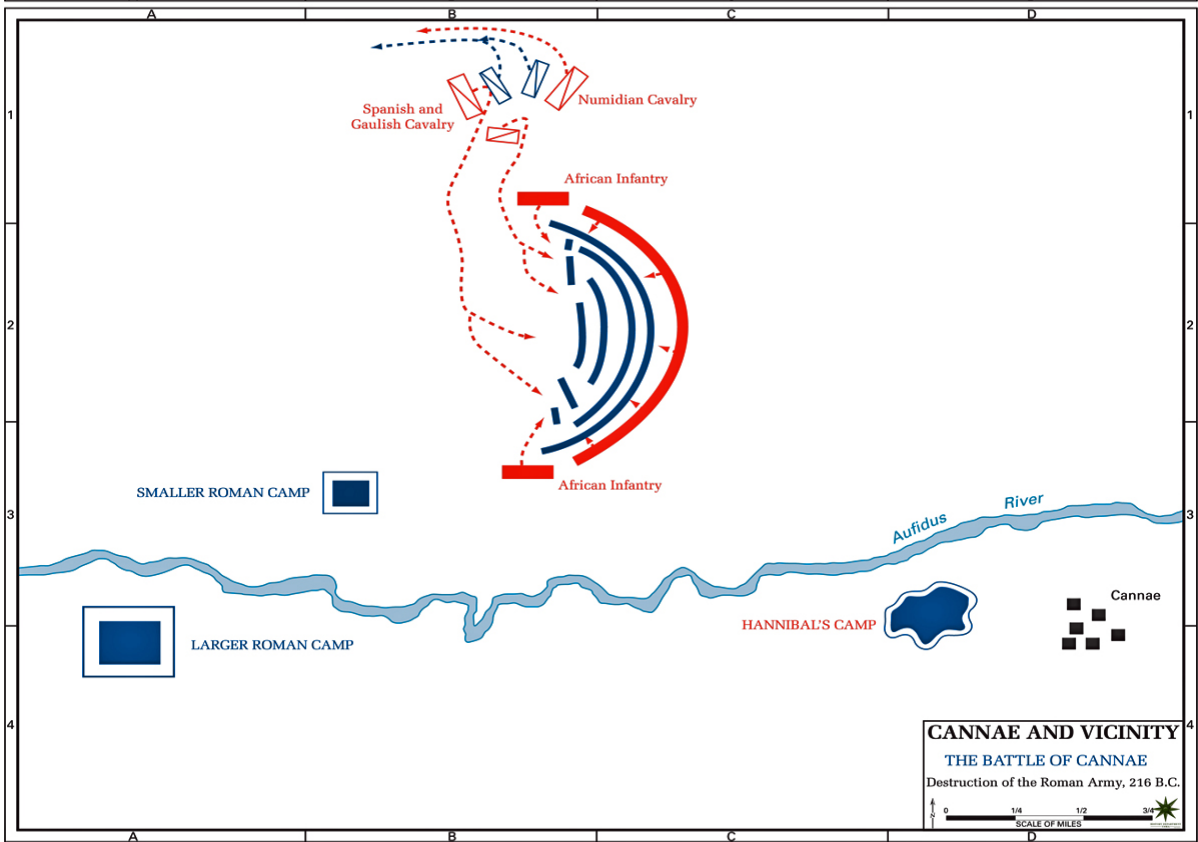 A B C D
1 1
Numidian Cavalry
Spanish and
Gaulish Cavalry
African Infantry
2 2
African Infantry
SMALLER ROMAN CAMP
3 3
Aufidus River
Cannae
HANNIBAL'S CAMP
LARGER ROMAN CAMP
4 4
CANNAE AND VICINITY
THE BATTLE OF CANNAE
Destruction of the Roman Army, 216 B.C.
N
0 1/4 1/2 3/4
SCALE OF MILES
A B C D